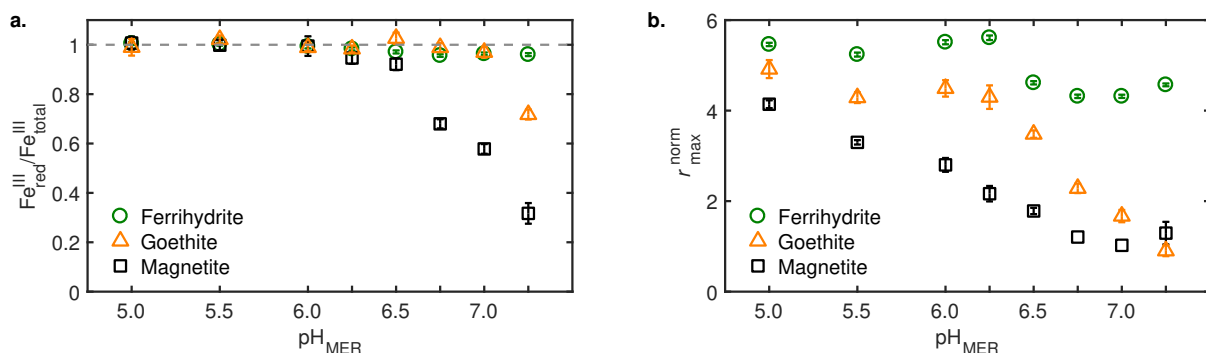 a.
Fe^III_red/Fe^III_total
1
0.8
0.6
0.4
0.2
0
Ferrihydrite
Goethite
Magnetite
5.0 5.5 6.0 6.5 7.0
pH_MER
b.
r^norm_max
6
4
2
0
Ferrihydrite
Goethite
Magnetite
5.0 5.5 6.0 6.5 7.0
pH_MER